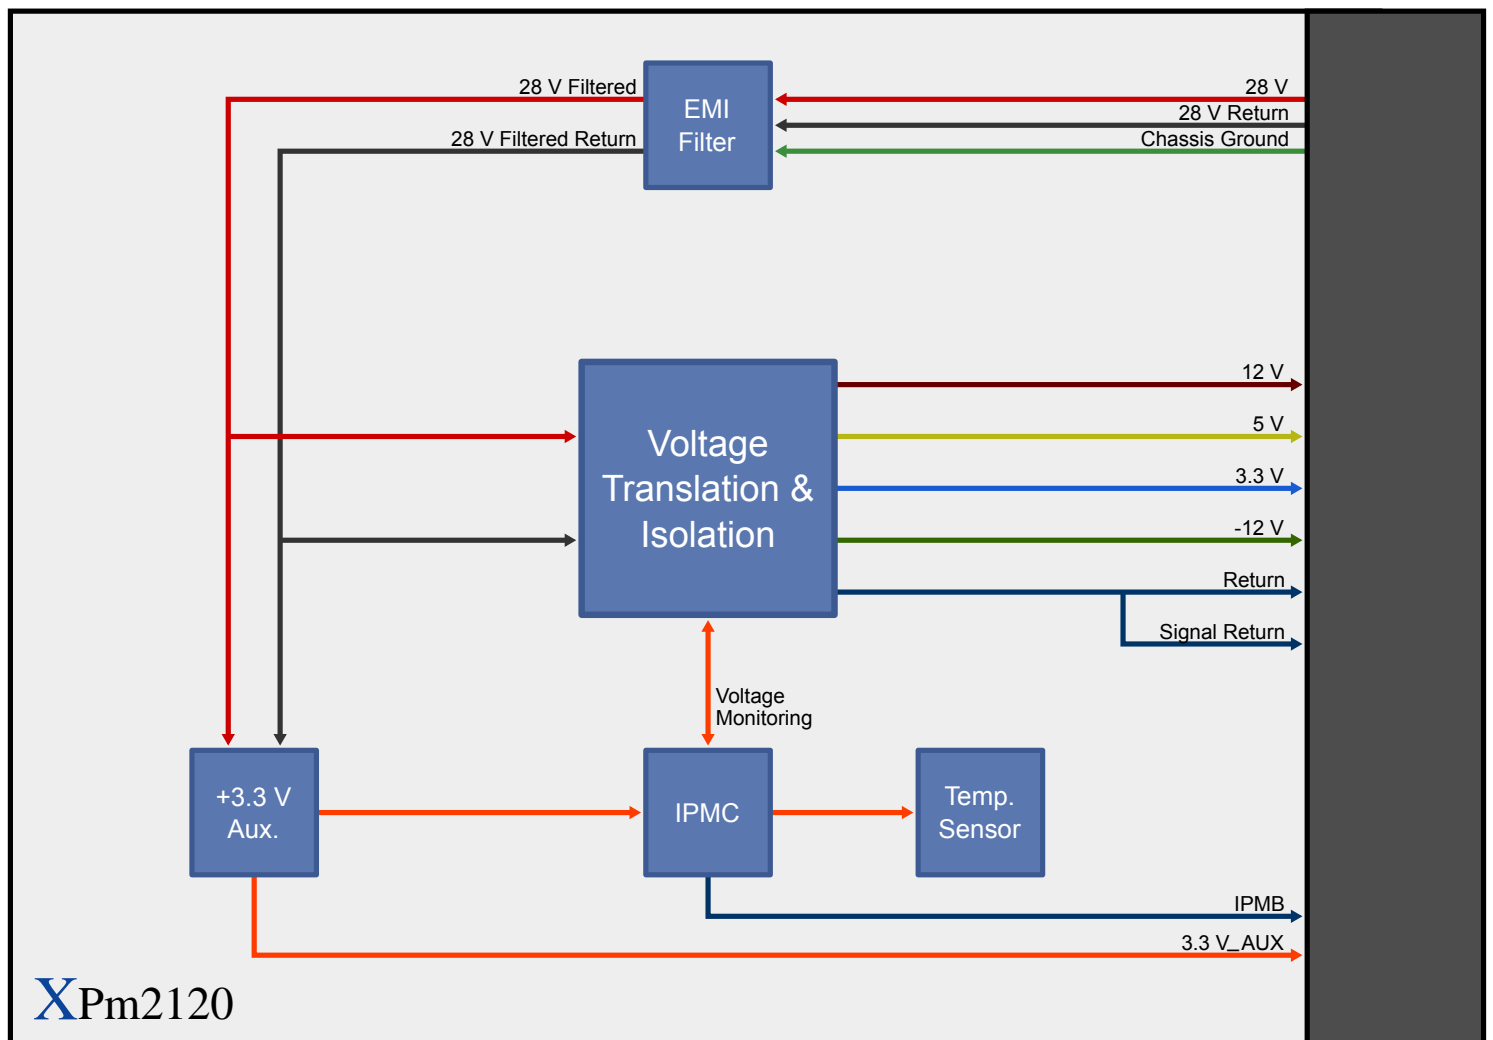 28 V Filtered
EMI
Filter
28 V
28 V Return
28 V Filtered Return
Chassis Ground
12 V
Voltage
Translation &
Isolation
5 V
3.3 V
-12 V
Return
Signal Return
Voltage
Monitoring
+3.3 V
Aux.
IPMC
Temp.
Sensor
IPMB
3.3 V_AUX
XPm2120